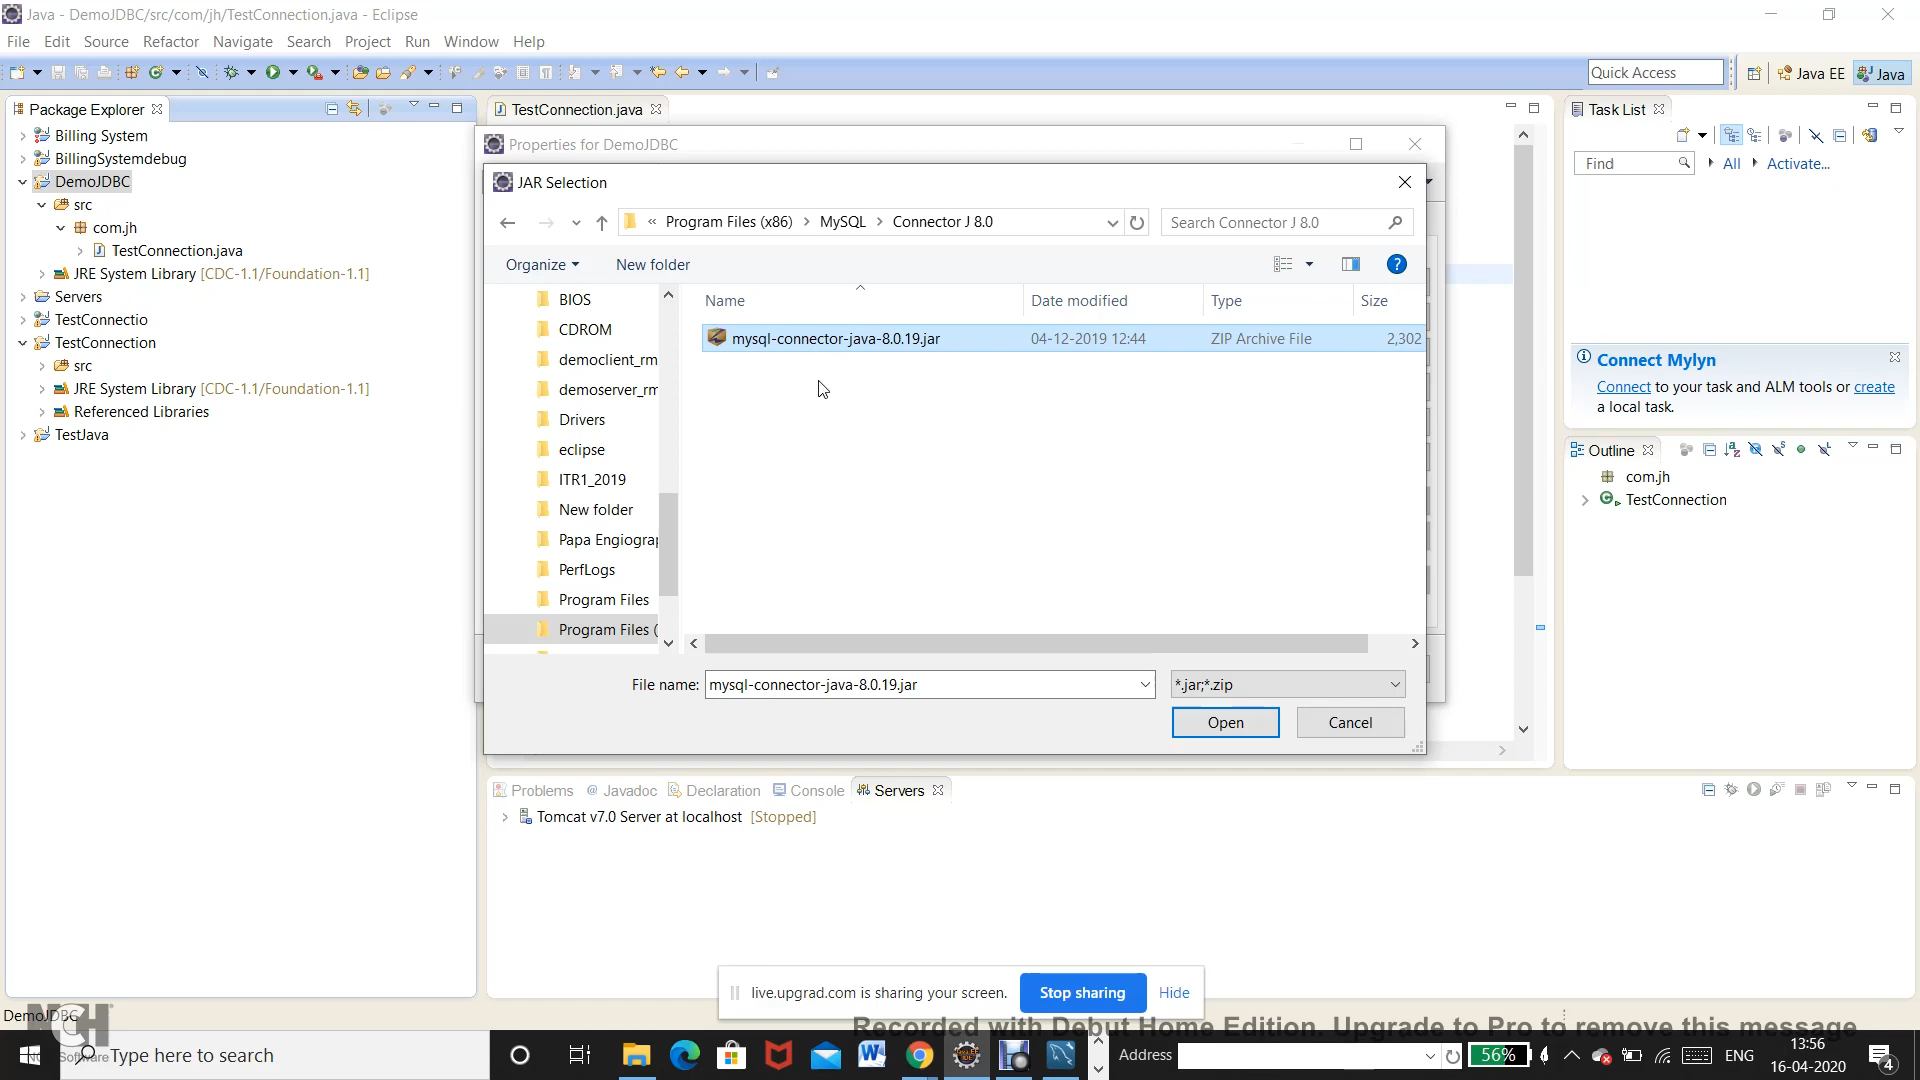 Java - DemoJDBC/src/com/jh/TestConnection.java - Eclipse
File Edit Source Refactor Navigate Search Project Run Window Help
Quick Access
Java EE
Java
Package Explorer
Billing System
BillingSystemdebug
DemoJDBC
src
com.jh
TestConnection.java
JRE System Library [CDC-1.1/Foundation-1.1]
Servers
TestConnectio
TestConnection
src
JRE System Library [CDC-1.1/Foundation-1.1]
Referenced Libraries
TestJava
TestConnection.java
Properties for DemoJDBC
JAR Selection
« Program Files (x86) > MySQL > Connector J 8.0
Search Connector J 8.0
Organize
New folder
BIOS
CDROM
democlient_rm
demoserver_rm
Drivers
eclipse
ITR1_2019
New folder
Papa Engiograp
PerfLogs
Program Files
Program Files (
Name Date modified Type Size
mysql-connector-java-8.0.19.jar 04-12-2019 12:44 ZIP Archive File 2,302
File name: mysql-connector-java-8.0.19.jar *.jar;*.zip
Open Cancel
Task List
Find All Activate...
Connect Mylyn
Connect to your task and ALM tools or create
a local task.
Outline
com.jh
TestConnection
Problems @ Javadoc Declaration Console Servers
Tomcat v7.0 Server at localhost [Stopped]
live.upgrad.com is sharing your screen. Stop sharing Hide
DemoJDBC
NCH
Software
Recorded with Debut Home Edition. Upgrade to Pro to remove this message
Type here to search
Address
56%
ENG
13:56
16-04-2020
4